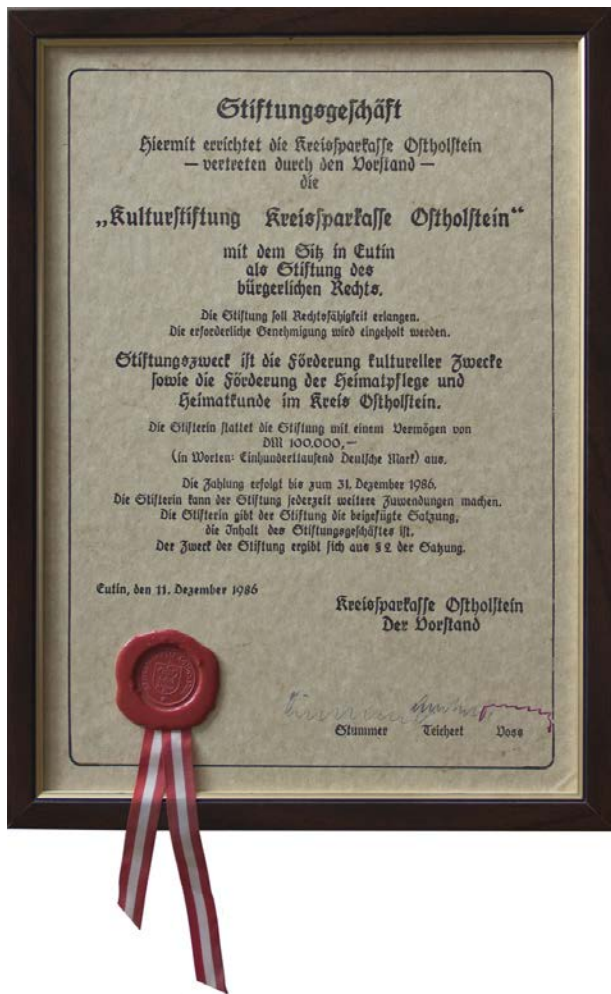 Stiftungsgeschäft
Hiermit errichtet die Kreissparkasse Ostholstein
— vertreten durch den Vorstand —
die
„Kulturstiftung Kreissparkasse Ostholstein“
mit dem Sitz in Eutin
als Stiftung des
bürgerlichen Rechts.
Die Stiftung soll Rechtsfähigkeit erlangen.
Die erforderliche Genehmigung wird eingeholt werden.
Stiftungszweck ist die Förderung kultureller Zwecke
sowie die Förderung der Heimatpflege und
Heimatkunde im Kreis Ostholstein.
Die Stifterin stattet die Stiftung mit einem Vermögen von
DM 100.000,—
(in Worten: Einhunderttausend Deutsche Mark) aus.
Die Zahlung erfolgt bis zum 31. Dezember 1986.
Die Stifterin kann der Stiftung jederzeit weitere Zuwendungen machen.
Die Stifterin gibt der Stiftung die beigefügte Satzung,
die Inhalt des Stiftungsgeschäftes ist.
Der Zweck der Stiftung ergibt sich aus § 2 der Satzung.
Eutin, den 11. Dezember 1986
Kreissparkasse Ostholstein
Der Vorstand
Stummer Teichert Voss